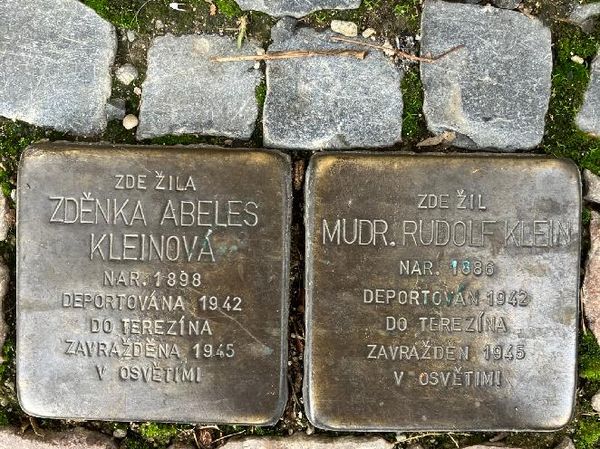 ZDE ŽILA
ZDĚNKA ABELES
KLEINOVÁ
NAR. 1898
DEPORTOVÁNA 1942
DO TEREZÍNA
ZAVRAŽDĚNA 1945
V OSVĚTIMI
ZDE ŽIL
MUDR. RUDOLF KLEIN
NAR. 1886
DEPORTOVÁN 1942
DO TEREZÍNA
ZAVRAŽDĚN 1945
V OSVĚTIMI